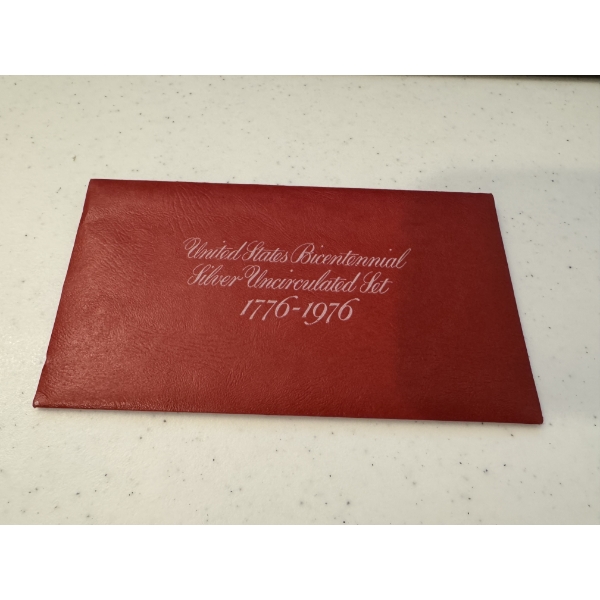 United States Bicentennial
Silver Uncirculated Set
1776-1976